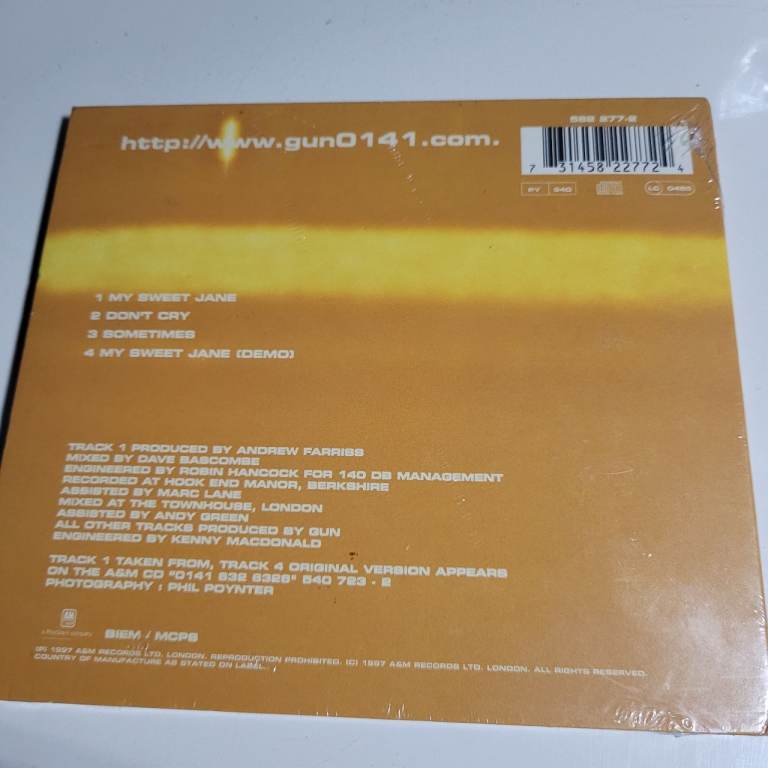 http://www.gun0141.com.
582 277-2
7 31458 22772 4
PY 840
LC 0485
1 MY SWEET JANE
2 DON'T CRY
3 SOMETIMES
4 MY SWEET JANE (DEMO)
TRACK 1 PRODUCED BY ANDREW FARRISS
MIXED BY DAVE BASCOMBE
ENGINEERED BY ROBIN HANCOCK FOR 140 DB MANAGEMENT
RECORDED AT HOOK END MANOR, BERKSHIRE
ASSISTED BY MARC LANE
MIXED AT THE TOWNHOUSE, LONDON
ASSISTED BY ANDY GREEN
ALL OTHER TRACKS PRODUCED BY GUN
ENGINEERED BY KENNY MACDONALD
TRACK 1 TAKEN FROM, TRACK 4 ORIGINAL VERSION APPEARS
ON THE A&M CD "0141 632 6326" 540 723 - 2
PHOTOGRAPHY : PHIL POYNTER
A&M
a PolyGram company
BIEM / MCPS
(P) 1997 A&M RECORDS LTD. LONDON. REPRODUCTION PROHIBITED. (C) 1997 A&M RECORDS LTD. LONDON. ALL RIGHTS RESERVED.
COUNTRY OF MANUFACTURE AS STATED ON LABEL.